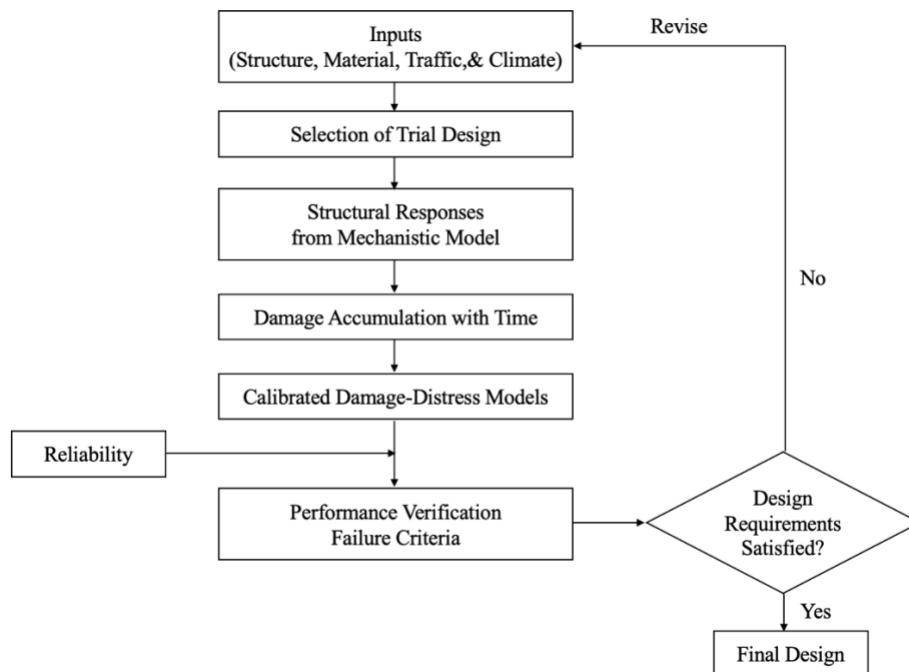 Inputs
(Structure, Material, Traffic,& Climate)
Revise
Selection of Trial Design
Structural Responses
from Mechanistic Model
No
Damage Accumulation with Time
Calibrated Damage-Distress Models
Reliability
Performance Verification
Failure Criteria
Design
Requirements
Satisfied?
Yes
Final Design